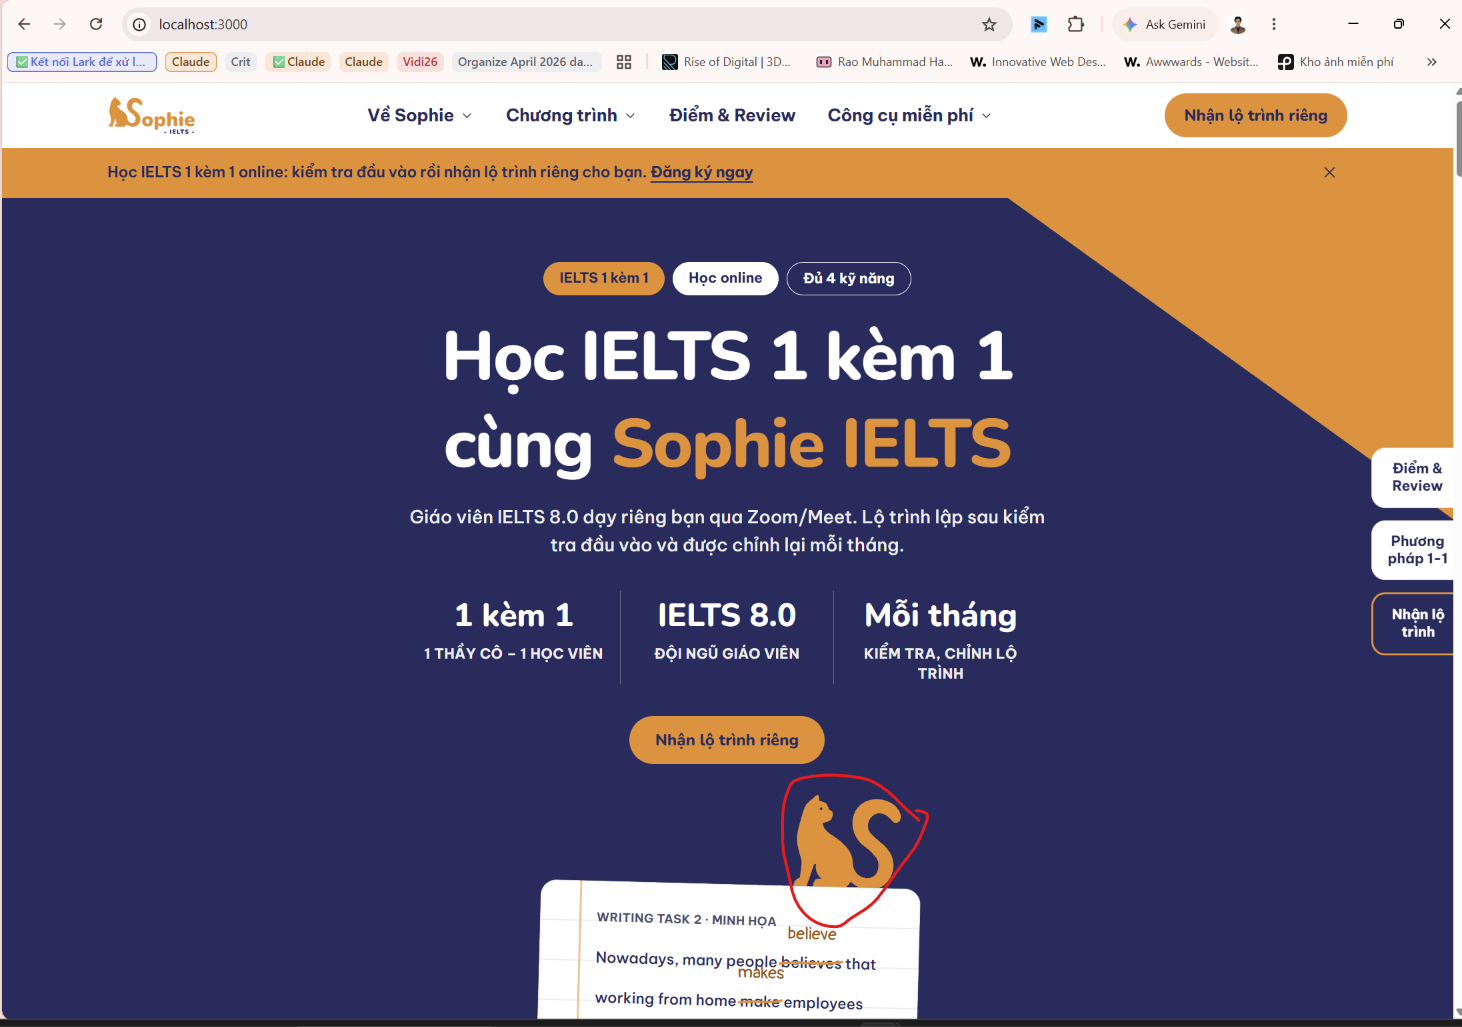 localhost:3000
Ask Gemini
✅Kết nối Lark để xử l...
Claude
Crit
✅Claude
Claude
Vidi26
Organize April 2026 da...
Rise of Digital | 3D...
Rao Muhammad Ha...
W. Innovative Web Des...
W. Awwwards - Websit...
Kho ảnh miễn phí
»
Sophie
- IELTS -
Về Sophie
Chương trình
Điểm & Review
Công cụ miễn phí
Nhận lộ trình riêng
Học IELTS 1 kèm 1 online: kiểm tra đầu vào rồi nhận lộ trình riêng cho bạn. Đăng ký ngay
IELTS 1 kèm 1
Học online
Đủ 4 kỹ năng
Học IELTS 1 kèm 1
cùng Sophie IELTS
Giáo viên IELTS 8.0 dạy riêng bạn qua Zoom/Meet. Lộ trình lập sau kiểm
tra đầu vào và được chỉnh lại mỗi tháng.
1 kèm 1
1 THẦY CÔ – 1 HỌC VIÊN
IELTS 8.0
ĐỘI NGŨ GIÁO VIÊN
Mỗi tháng
KIỂM TRA, CHỈNH LỘ
TRÌNH
Điểm &
Review
Phương
pháp 1-1
Nhận lộ
trình
Nhận lộ trình riêng
S
WRITING TASK 2 · MINH HỌA
believe
Nowadays, many people believes that
makes
working from home make employees